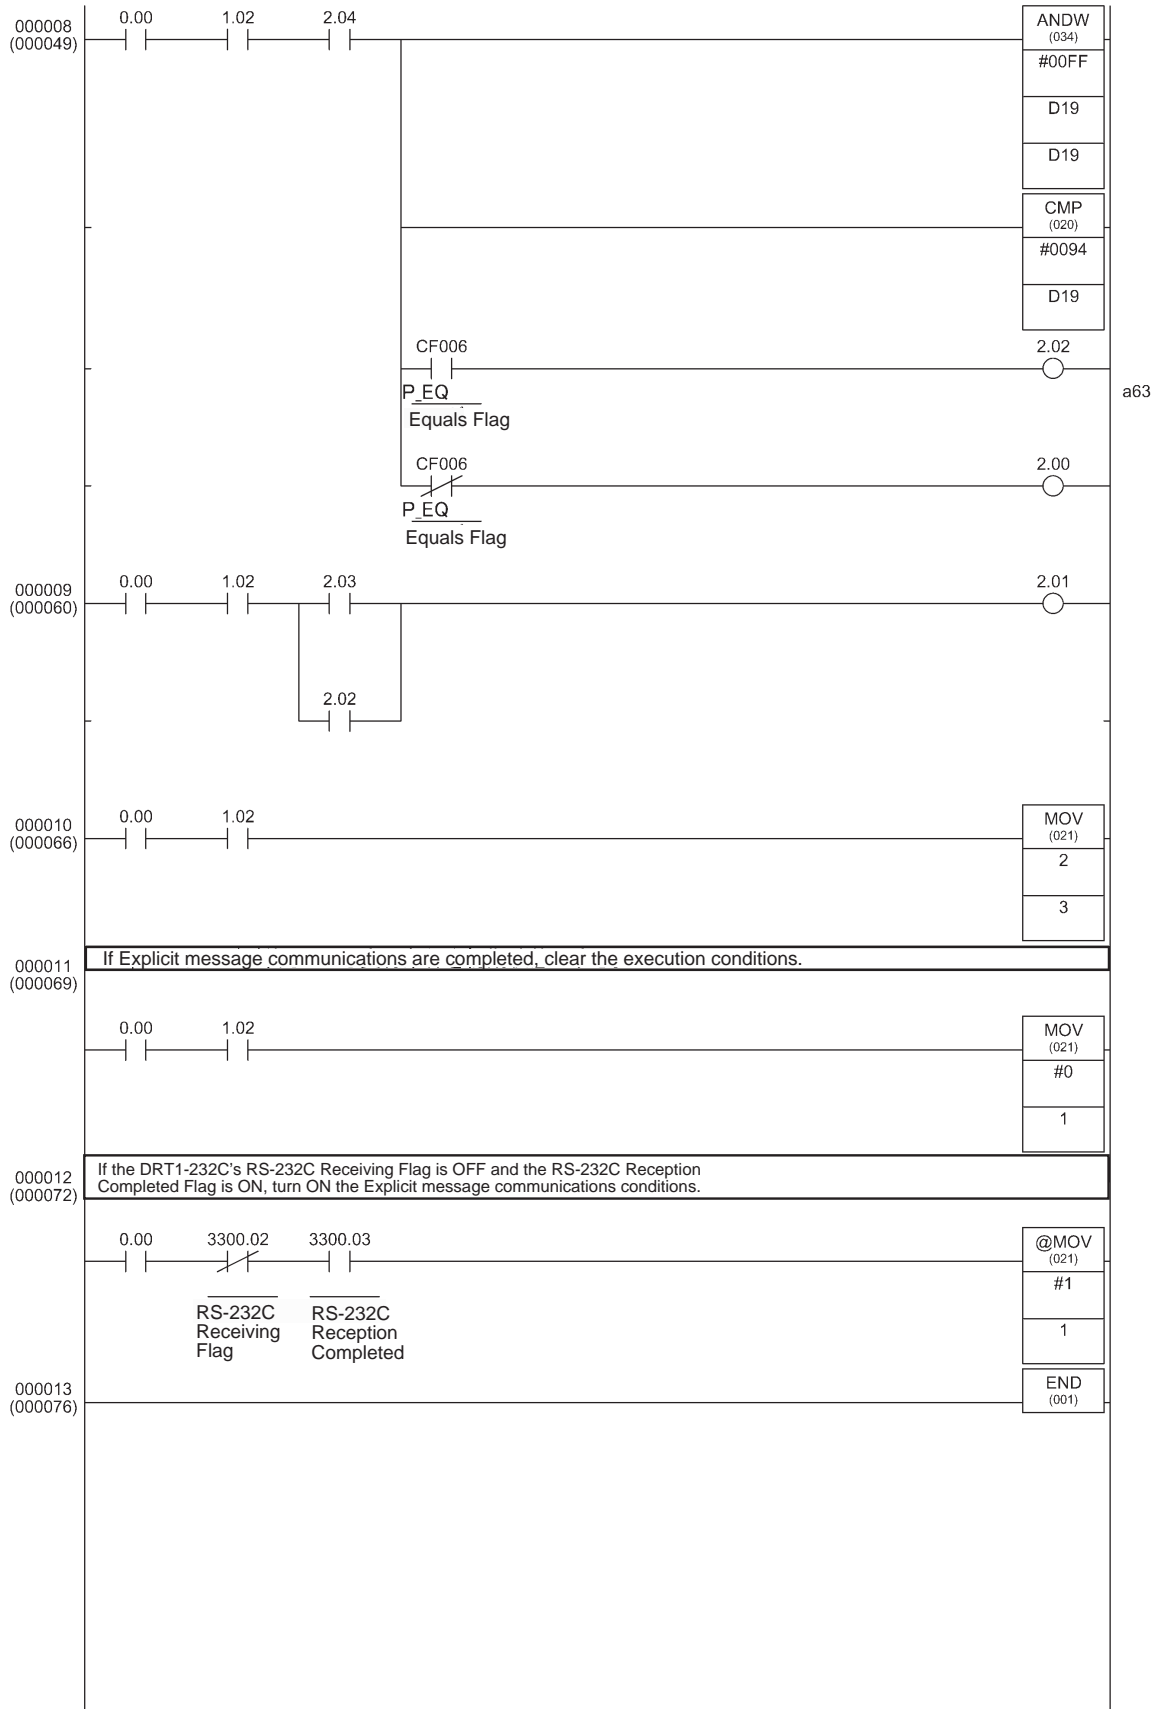 000008
(000049)
0.00 1.02 2.04
ANDW
(034)
#00FF
D19
D19
CMP
(020)
#0094
D19
CF006 2.02
P_EQ
Equals Flag
a63
CF006 2.00
P_EQ
Equals Flag
000009
(000060)
0.00 1.02 2.03 2.01
2.02
000010
(000066)
0.00 1.02
MOV
(021)
2
3
000011
(000069)
If Explicit message communications are completed, clear the execution conditions.
0.00 1.02
MOV
(021)
#0
1
000012
(000072)
If the DRT1-232C's RS-232C Receiving Flag is OFF and the RS-232C Reception
Completed Flag is ON, turn ON the Explicit message communications conditions.
0.00 3300.02 3300.03
RS-232C
Receiving
Flag
RS-232C
Reception
Completed
@MOV
(021)
#1
1
000013
(000076)
END
(001)